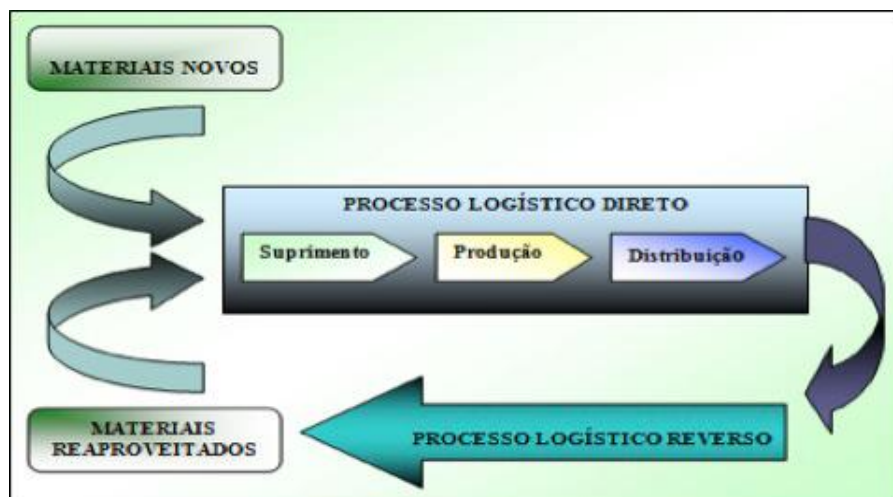 MATERIAIS NOVOS
PROCESSO LOGÍSTICO DIRETO
Suprimento
Produção
Distribuição
MATERIAIS
REAPROVEITADOS
PROCESSO LOGÍSTICO REVERSO